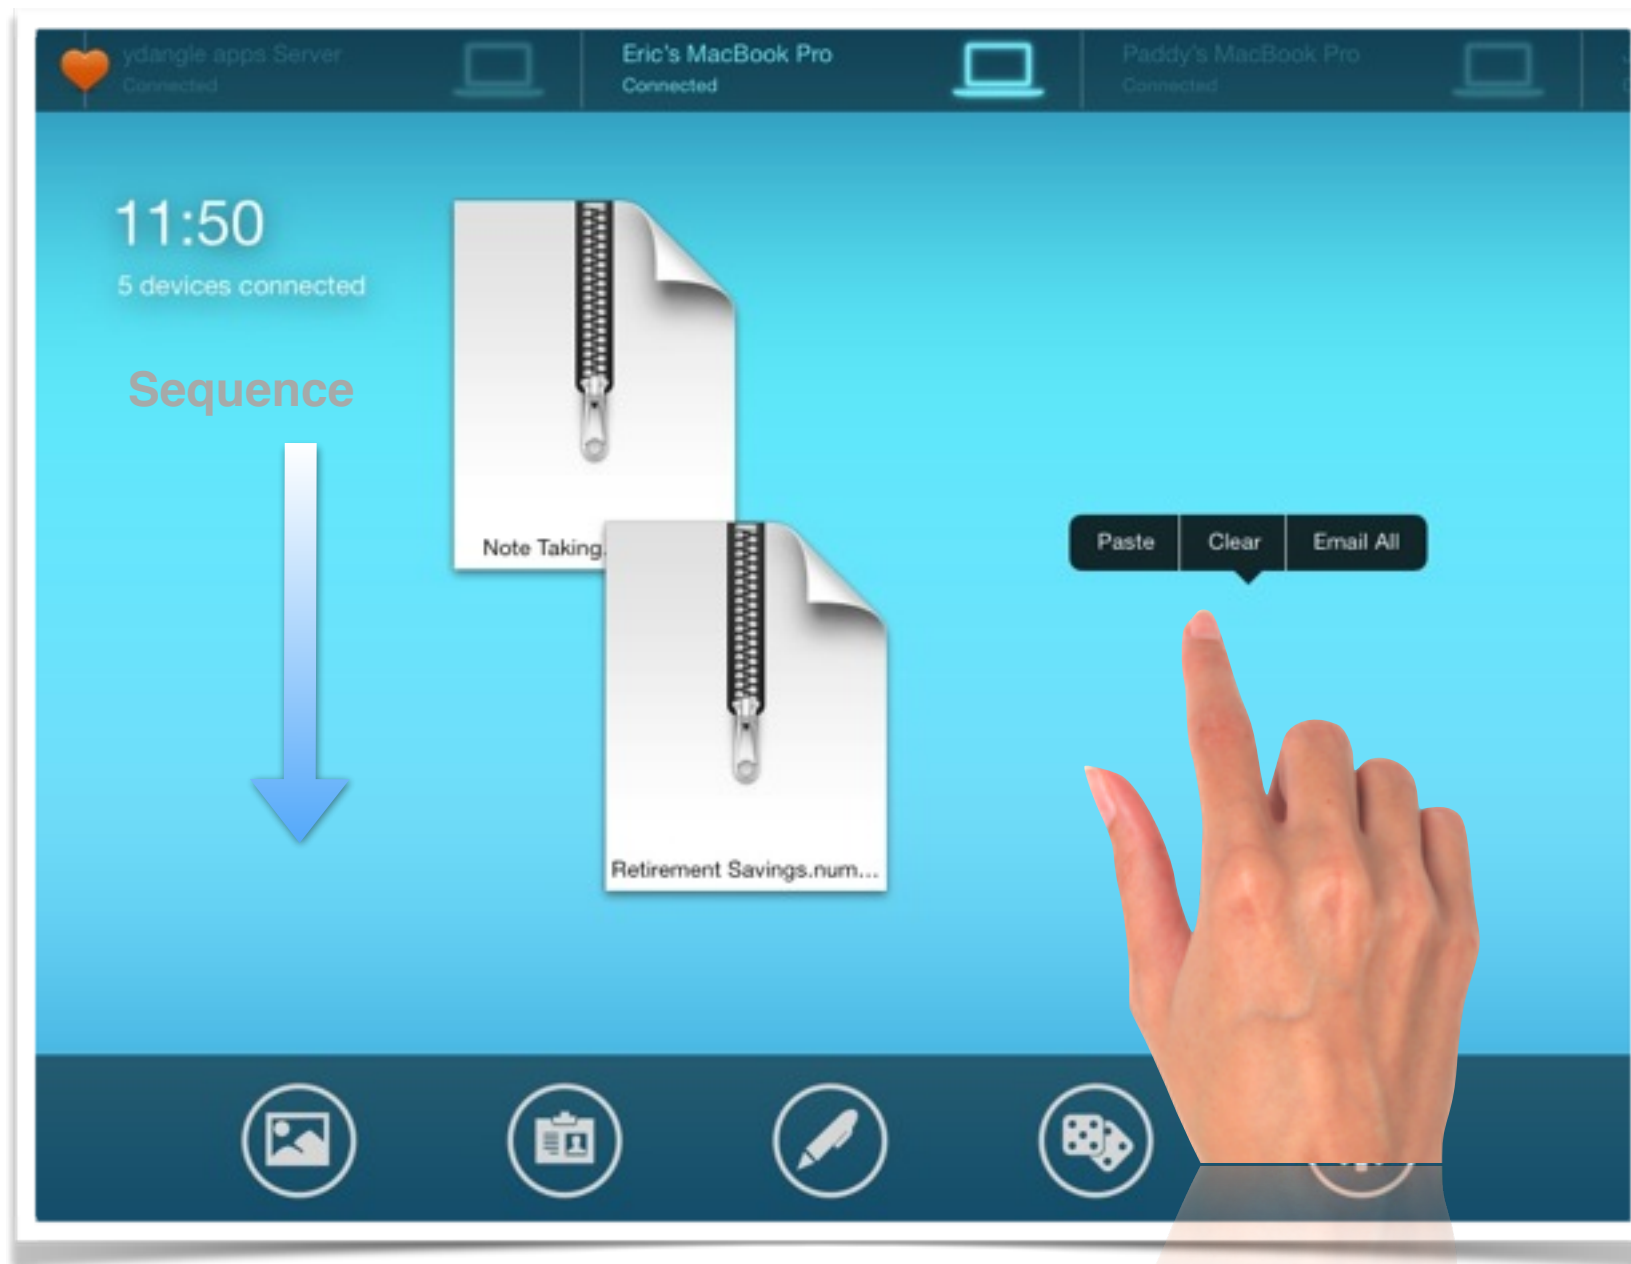 ydangle apps Server
Connected
Eric's MacBook Pro
Connected
Paddy's MacBook Pro
Connected
11:50
5 devices connected
Sequence
Note Taking.
Paste
Clear
Email All
Retirement Savings.num...